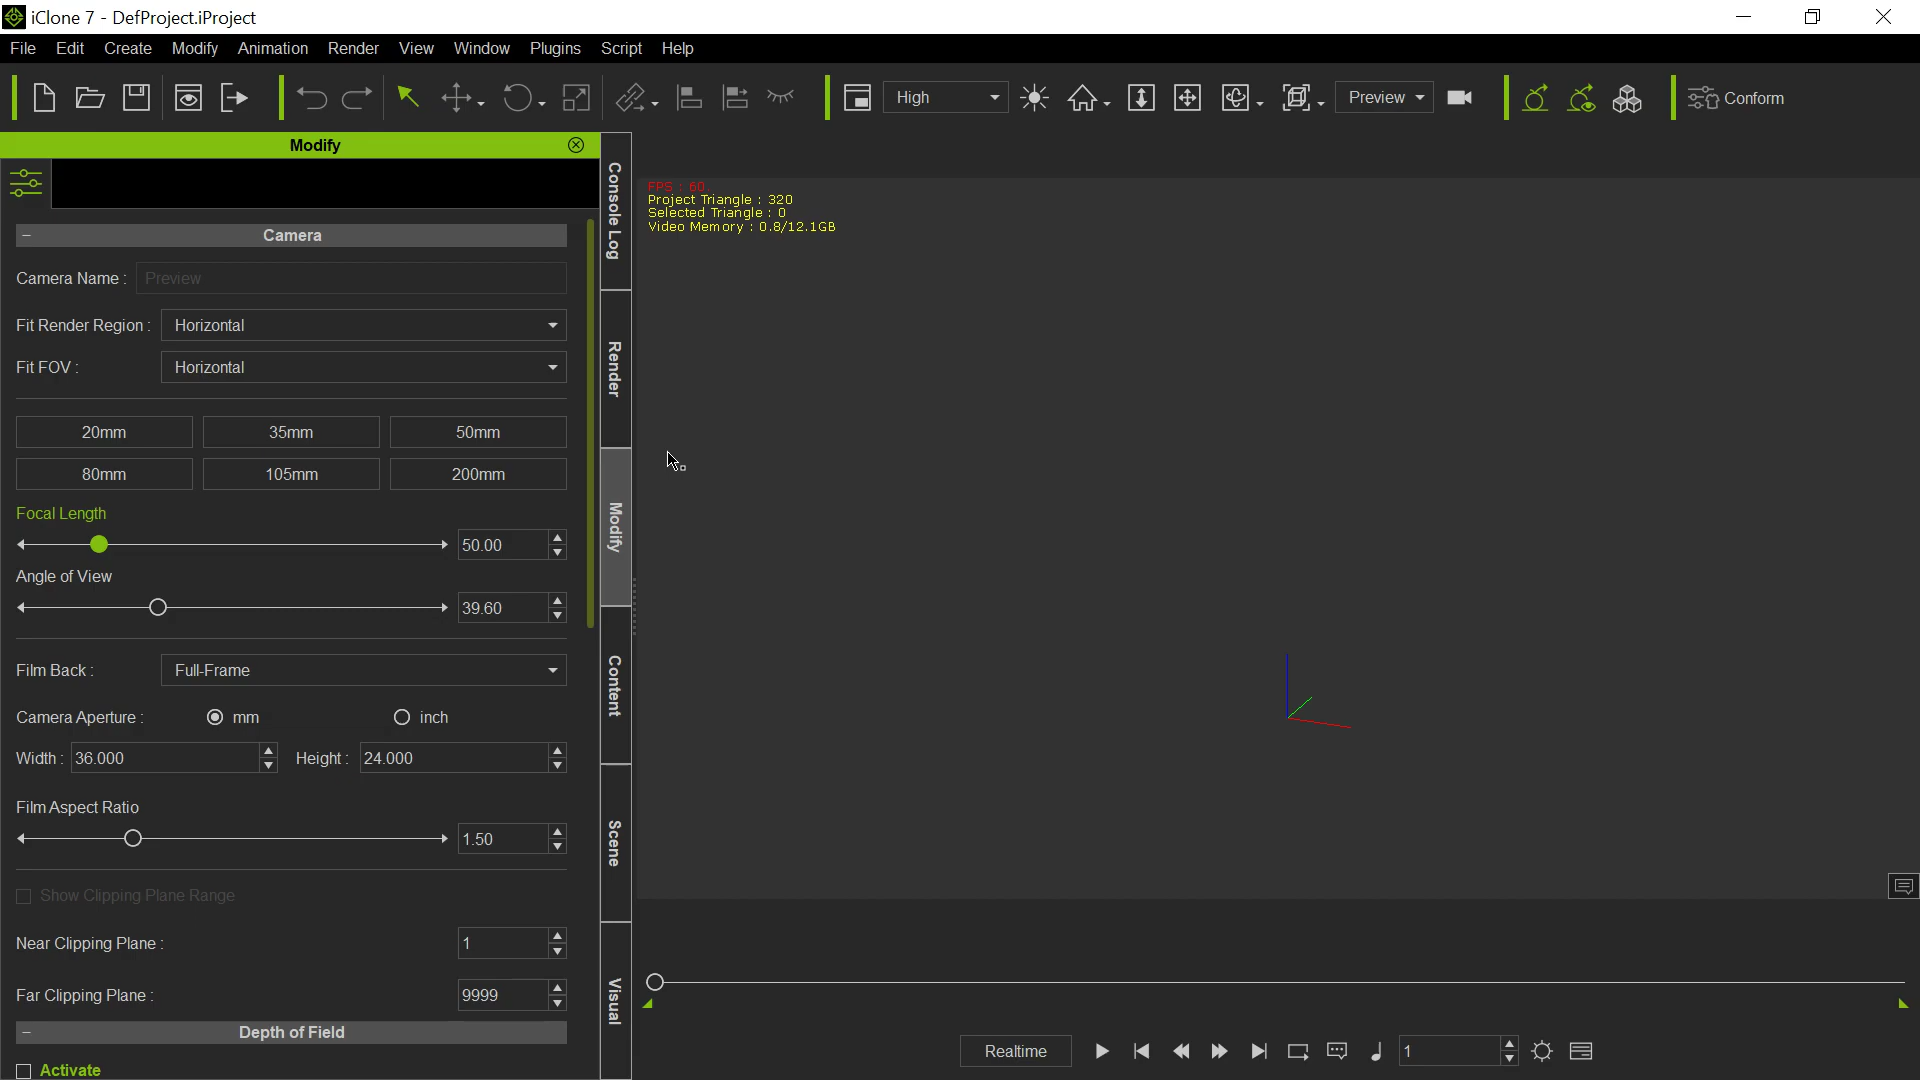 iClone 7 - DefProject.iProject
File Edit Create Modify Animation Render View Window Plugins Script Help
High Preview Conform
Modify
Camera
Camera Name : Preview
Fit Render Region : Horizontal
Fit FOV : Horizontal
20mm 35mm 50mm
80mm 105mm 200mm
Focal Length
50.00
Angle of View
39.60
Film Back : Full-Frame
Camera Aperture : mm inch
Width : 36.000 Height : 24.000
Film Aspect Ratio
1.50
Show Clipping Plane Range
Near Clipping Plane : 1
Far Clipping Plane : 9999
Depth of Field
Activate
Console Log
Render
Modify
Content
Scene
Visual
FPS : 60.
Project Triangle : 320
Selected Triangle : 0
Video Memory : 0.8/12.1GB
Realtime 1